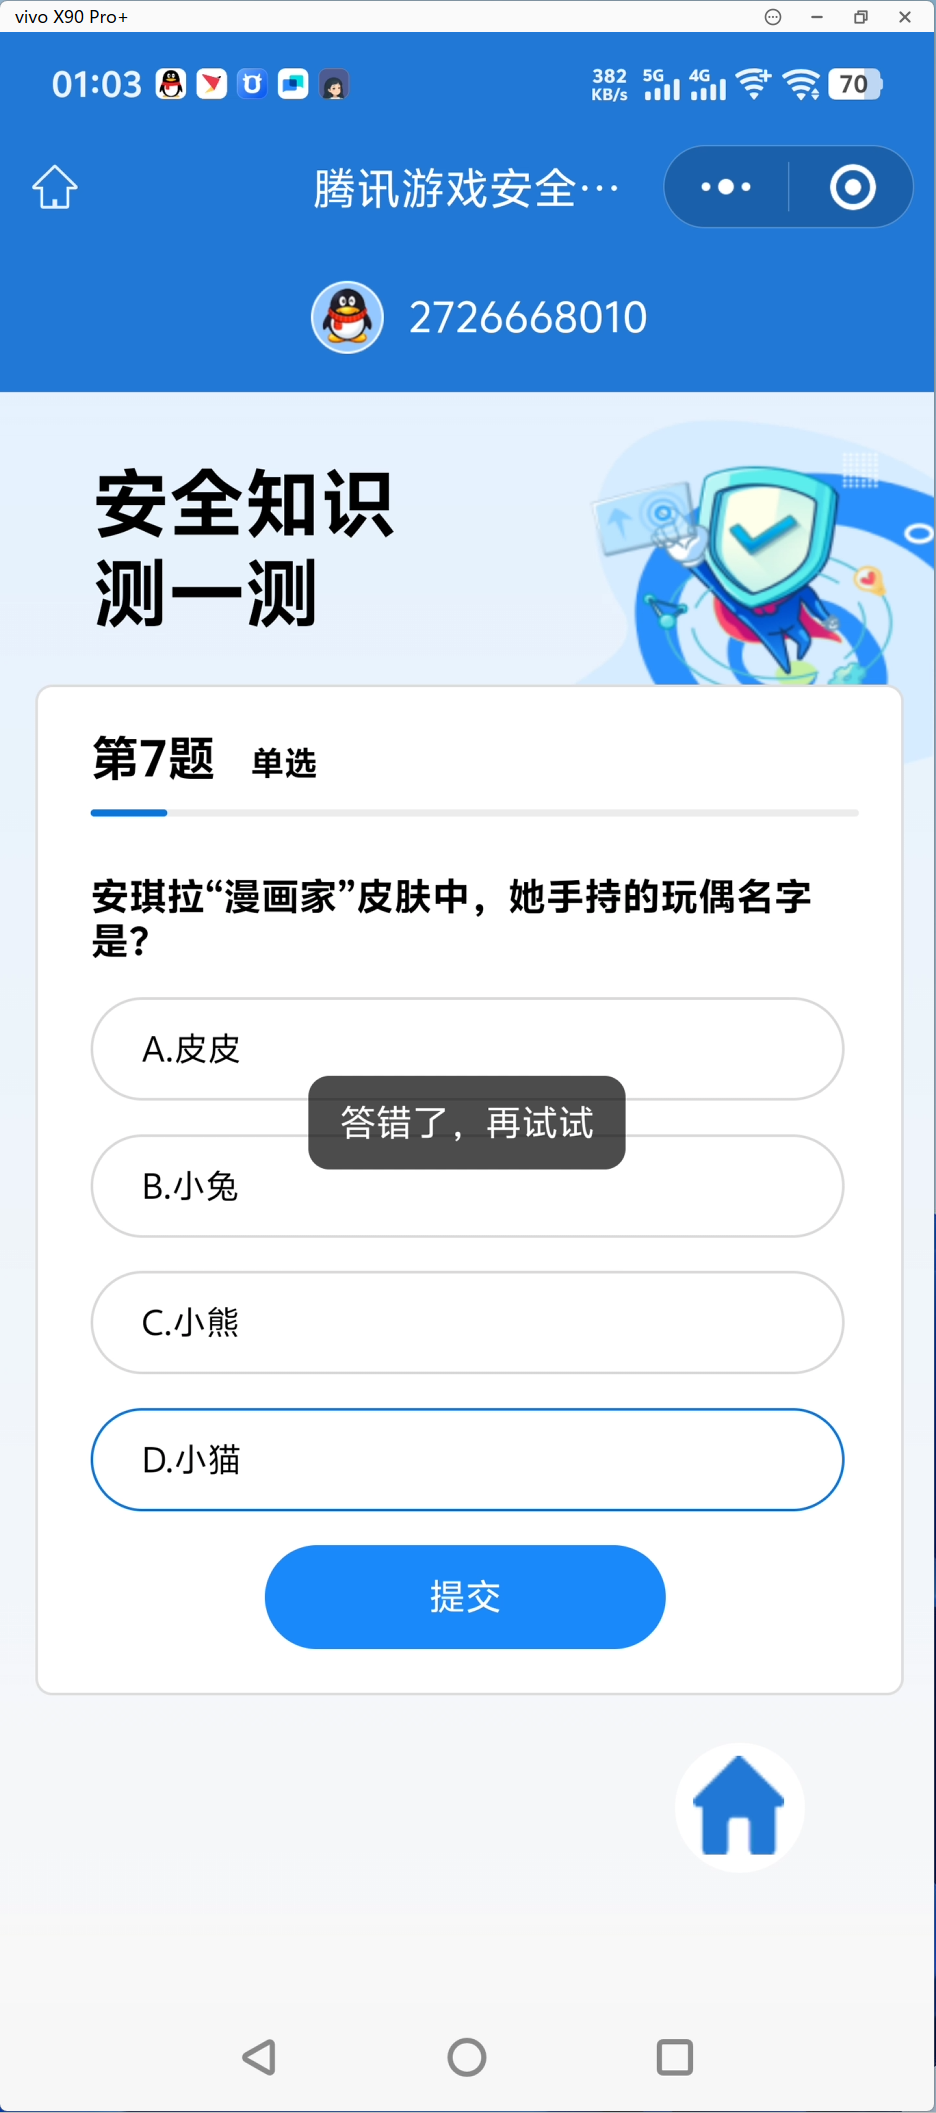 vivo X90 Pro+
01:03
382 KB/s 5G 4G 70
腾讯游戏安全···
2726668010
安全知识
测一测
第7题 单选
安琪拉“漫画家”皮肤中，她手持的玩偶名字
是？
A.皮皮
答错了，再试试
B.小兔
C.小熊
D.小猫
提交